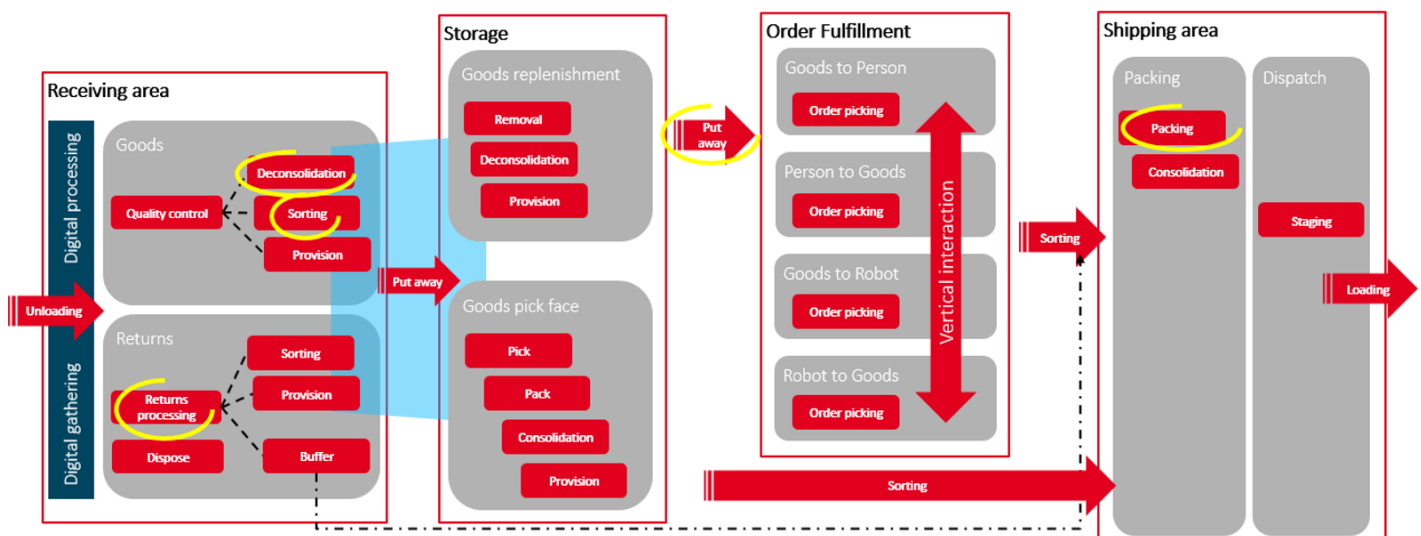 Receiving area
Digital processing
Digital gathering
Unloading
Goods
Quality control
Deconsolidation
Sorting
Provision
Returns
Returns
processing
Dispose
Sorting
Provision
Buffer
Put away
Storage
Goods replenishment
Removal
Deconsolidation
Provision
Goods pick face
Pick
Pack
Consolidation
Provision
Put
away
Order Fulfillment
Goods to Person
Order picking
Person to Goods
Order picking
Goods to Robot
Order picking
Robot to Goods
Order picking
Vertical interaction
Sorting
Sorting
Shipping area
Packing
Packing
Consolidation
Dispatch
Staging
Loading